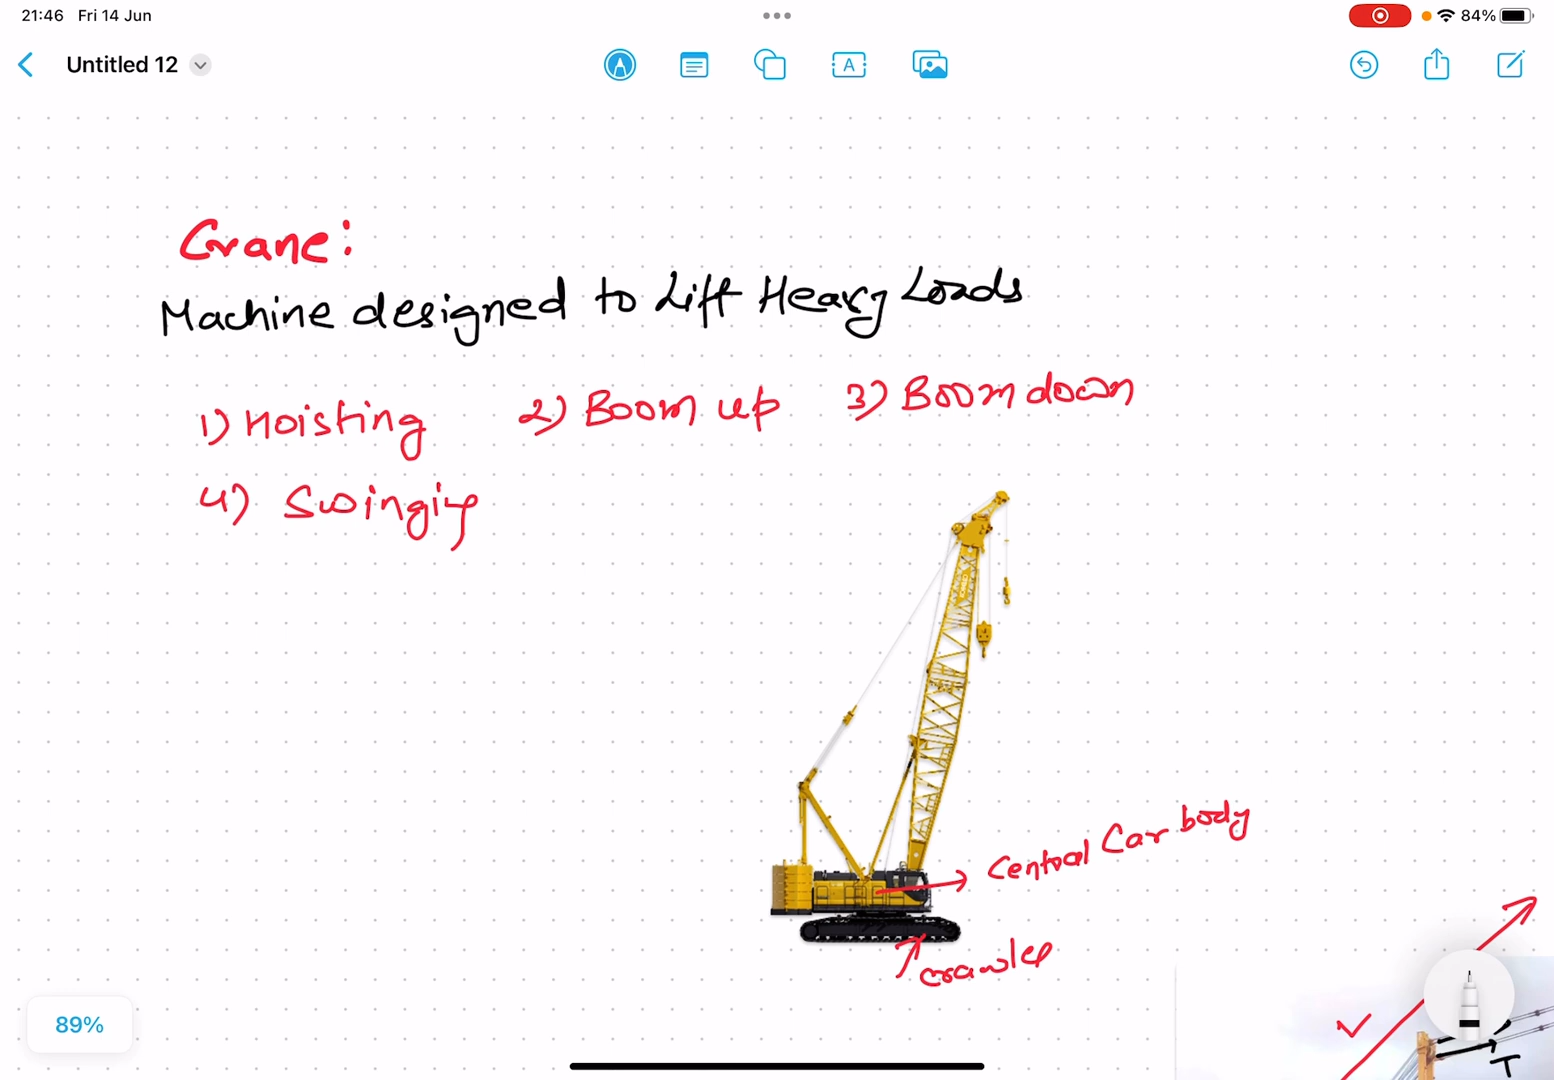 21:46 Fri 14 Jun
84%
Untitled 12
A
Crane:
Machine designed to Lift Heavy Loads
1) Hoisting 2) Boom up 3) Boom down
4) Swinging
Central Car body
crawler
89%
T